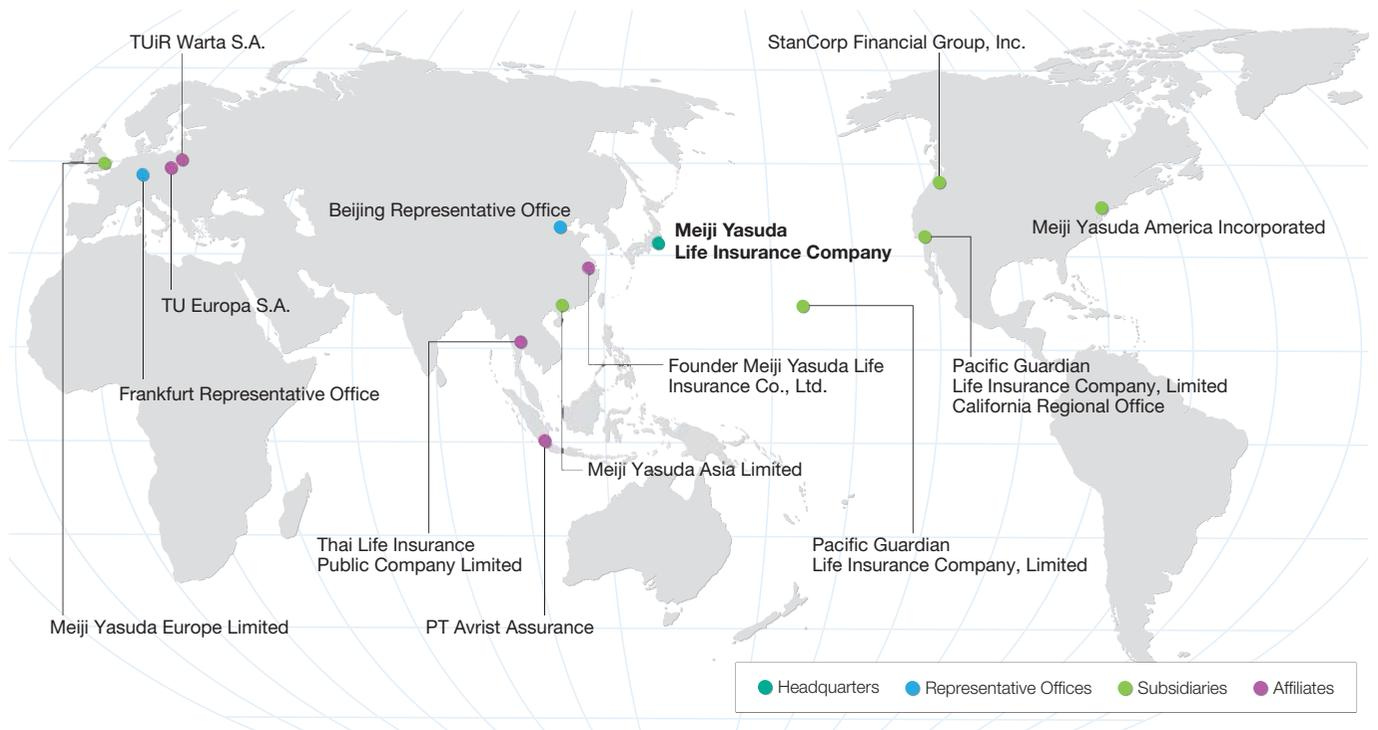 TUiR Warta S.A.
StanCorp Financial Group, Inc.
Beijing Representative Office
Meiji Yasuda
Life Insurance Company
Meiji Yasuda America Incorporated
TU Europa S.A.
Founder Meiji Yasuda Life
Insurance Co., Ltd.
Pacific Guardian
Life Insurance Company, Limited
California Regional Office
Frankfurt Representative Office
Meiji Yasuda Asia Limited
Thai Life Insurance
Public Company Limited
Pacific Guardian
Life Insurance Company, Limited
Meiji Yasuda Europe Limited
PT Avrist Assurance
Headquarters
Representative Offices
Subsidiaries
Affiliates